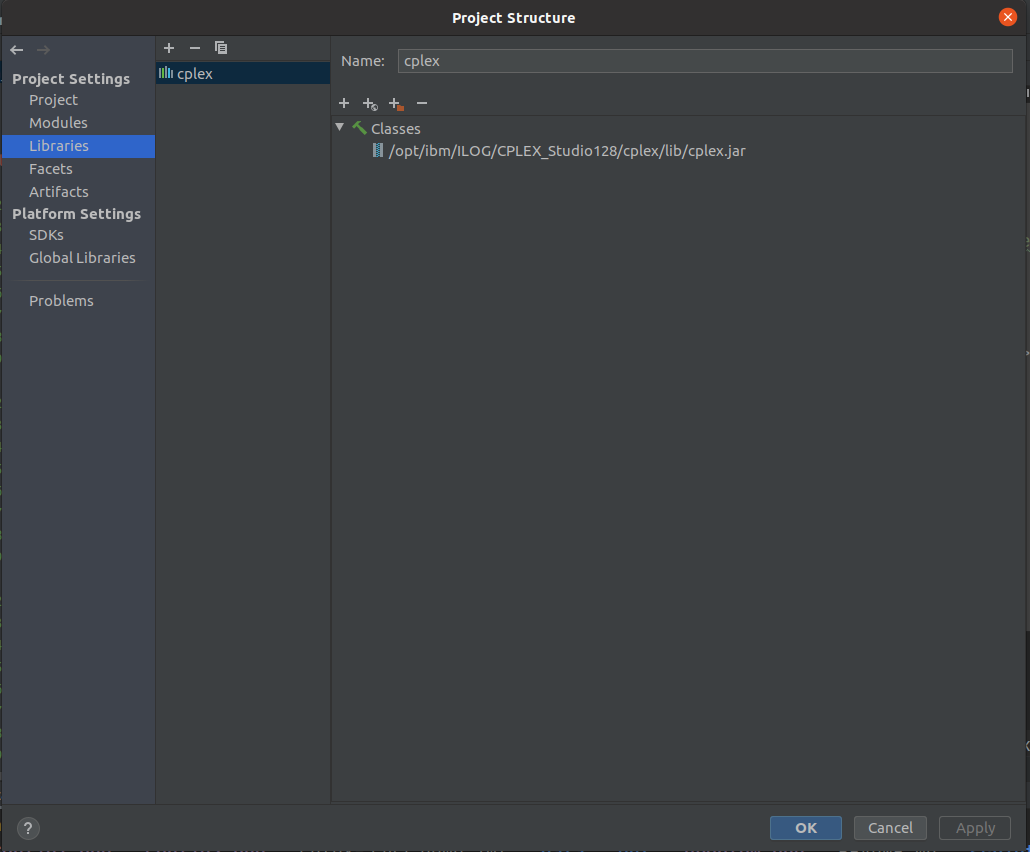 Project Structure
Project Settings
Project
Modules
Libraries
Facets
Artifacts
Platform Settings
SDKs
Global Libraries
Problems
cplex
Name: cplex
Classes
/opt/ibm/ILOG/CPLEX_Studio128/cplex/lib/cplex.jar
?
OK
Cancel
Apply